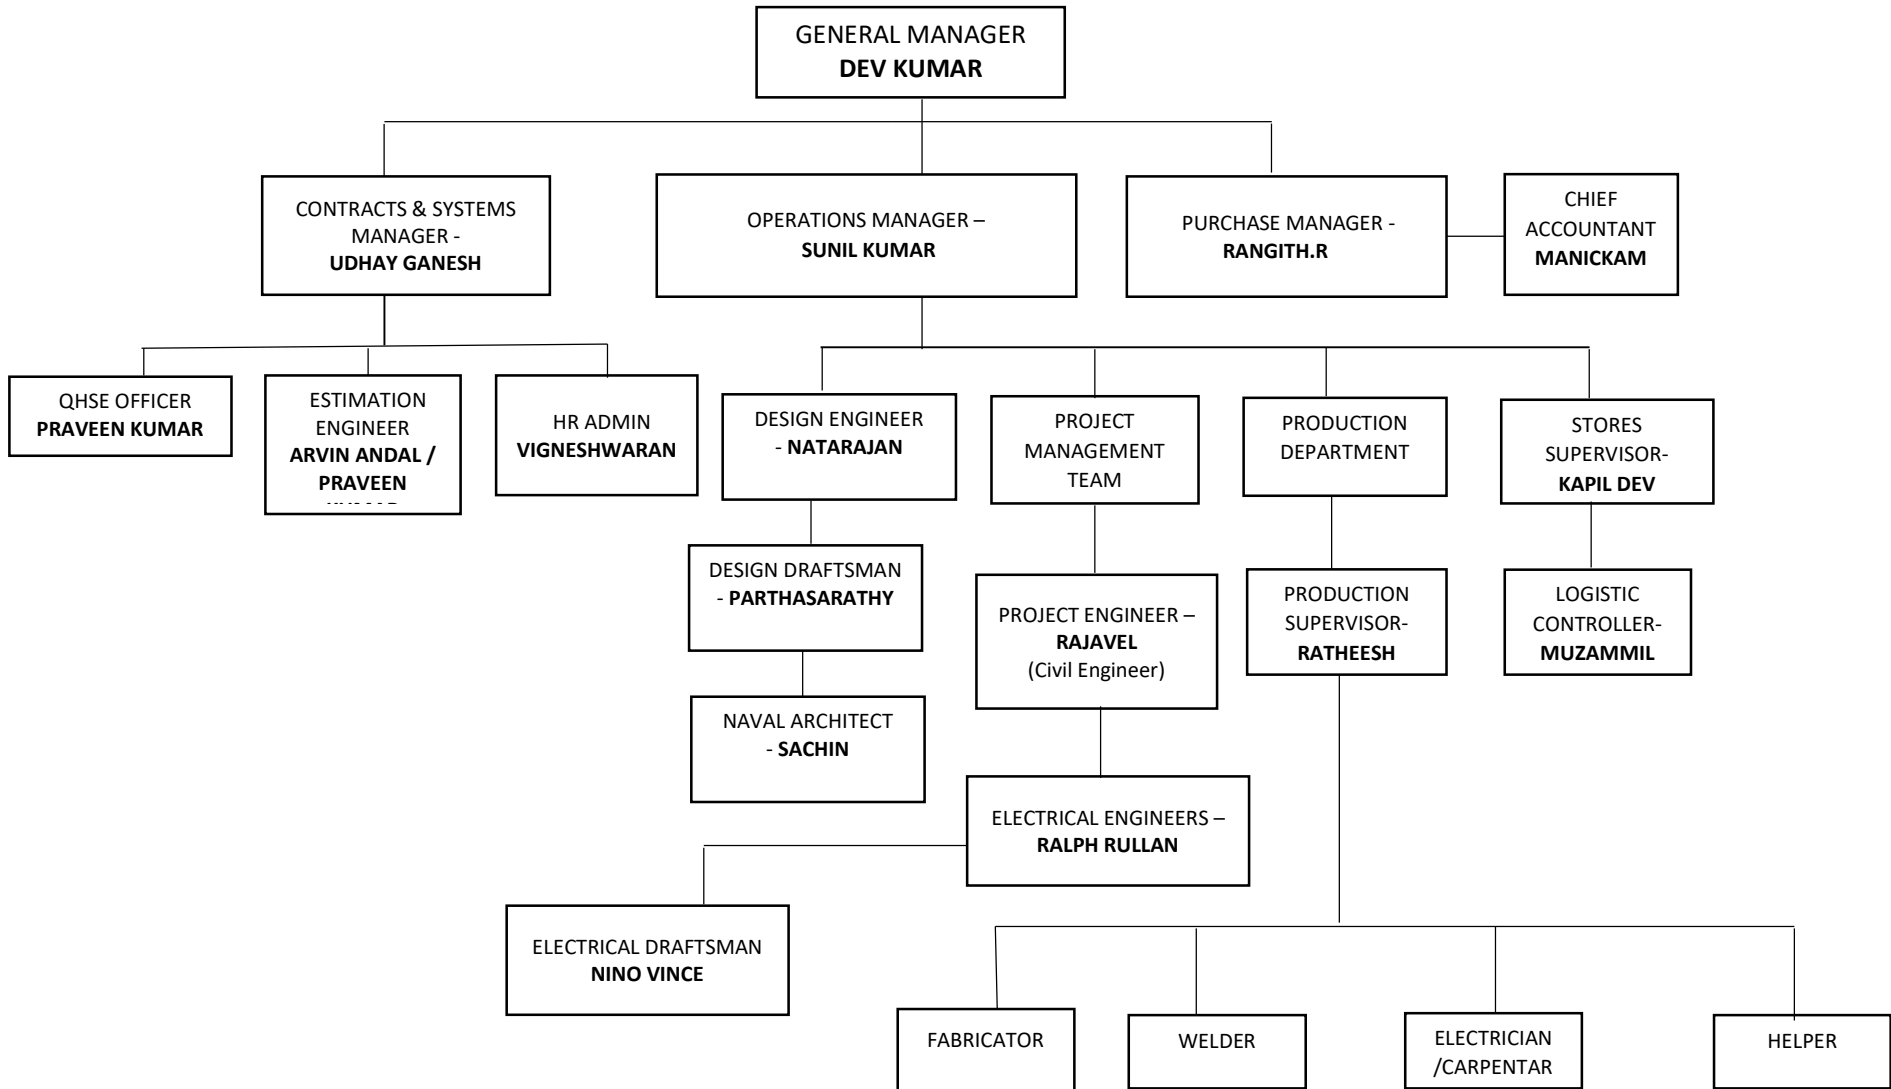 GENERAL MANAGER
DEV KUMAR
CONTRACTS & SYSTEMS
MANAGER -
UDHAY GANESH
OPERATIONS MANAGER –
SUNIL KUMAR
PURCHASE MANAGER -
RANGITH.R
CHIEF
ACCOUNTANT
MANICKAM
QHSE OFFICER
PRAVEEN KUMAR
ESTIMATION
ENGINEER
ARVIN ANDAL /
PRAVEEN
HR ADMIN
VIGNESHWARAN
DESIGN ENGINEER
- NATARAJAN
PROJECT
MANAGEMENT
TEAM
PRODUCTION
DEPARTMENT
STORES
SUPERVISOR-
KAPIL DEV
DESIGN DRAFTSMAN
- PARTHASARATHY
PROJECT ENGINEER –
RAJAVEL
(Civil Engineer)
PRODUCTION
SUPERVISOR-
RATHEESH
LOGISTIC
CONTROLLER-
MUZAMMIL
NAVAL ARCHITECT
- SACHIN
ELECTRICAL ENGINEERS –
RALPH RULLAN
ELECTRICAL DRAFTSMAN
NINO VINCE
FABRICATOR
WELDER
ELECTRICIAN
/CARPENTAR
HELPER